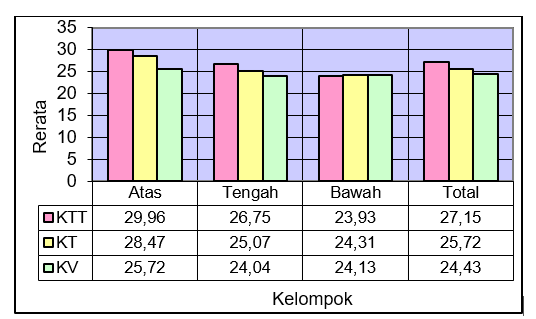 35
30
25
20
15
10
5
0
Rerata
Atas Tengah Bawah Total
KTT 29,96 26,75 23,93 27,15
KT 28,47 25,07 24,31 25,72
KV 25,72 24,04 24,13 24,43
Kelompok